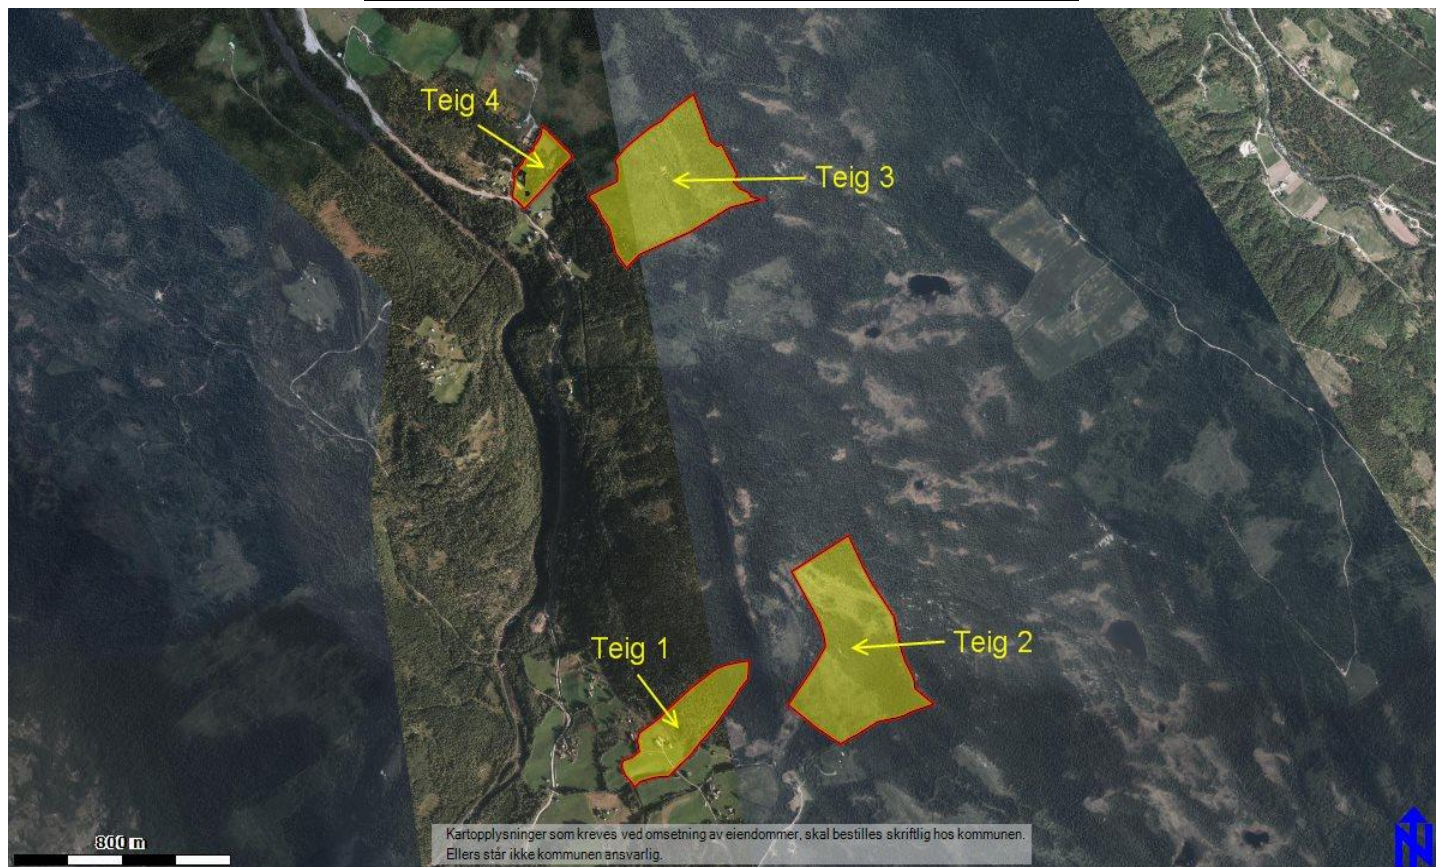 Teig 4
Teig 3
Teig 1
Teig 2
800 m
Kartopplysninger som kreves ved omsetning av eiendommer, skal bestilles skriftlig hos kommunen.
Ellers står ikke kommunen ansvarlig.
N